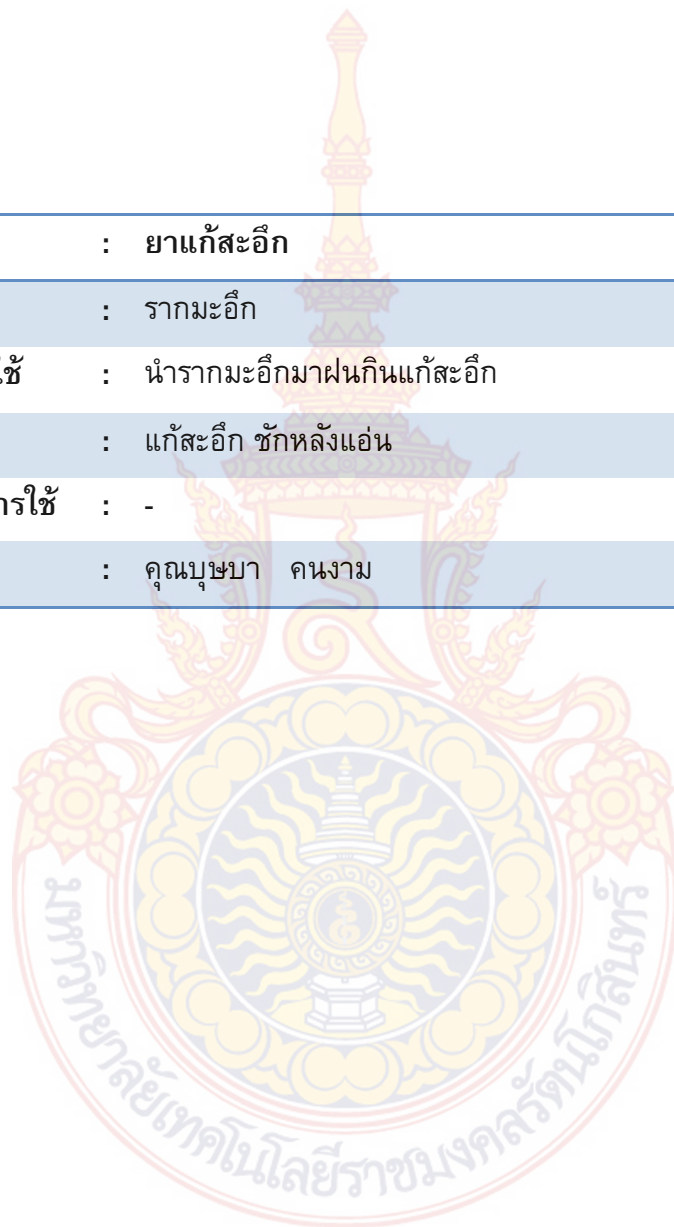 : ยาแก้สะอึก
: รากมะอึก
ใช้ : นำรากมะอึกมาฝนกินแก้สะอึก
: แก้สะอึก ชักหลังแอ่น
ารใช้ : -
: คุณบุษบา คนงาม
มหาวิทยาลัยเทคโนโลยีราชมงคลรัตนโกสินทร์